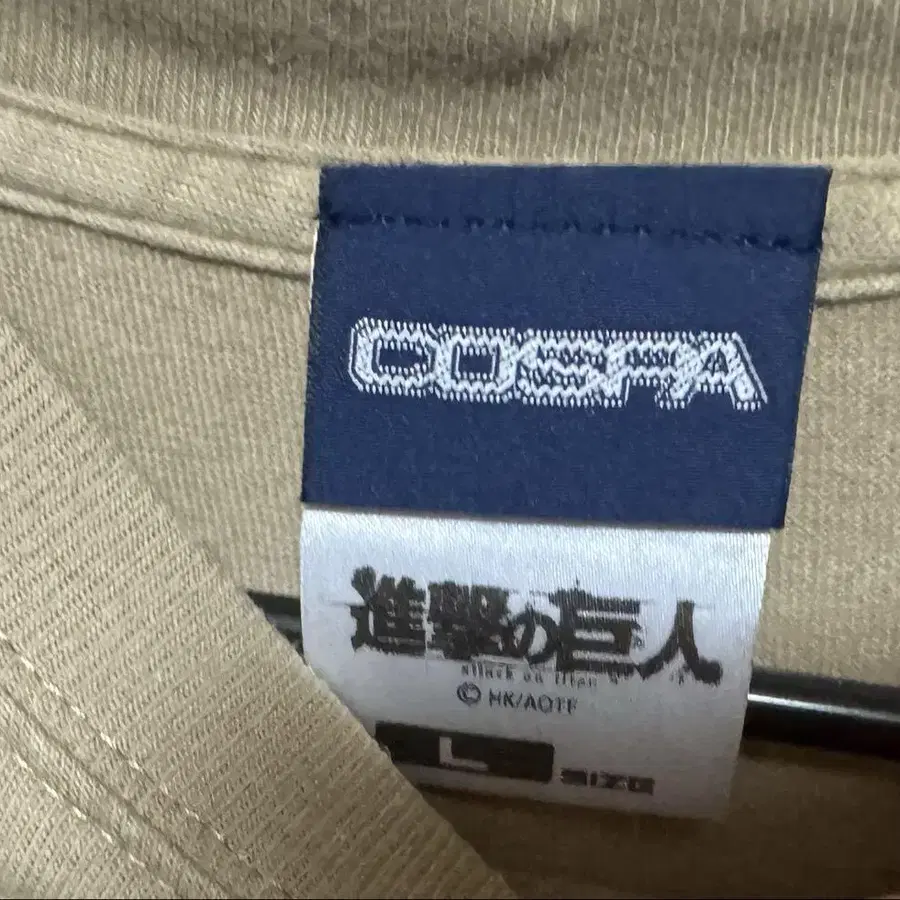 COSPA
進撃の巨人
attack on titan
© HK/AOTF
L SIZE